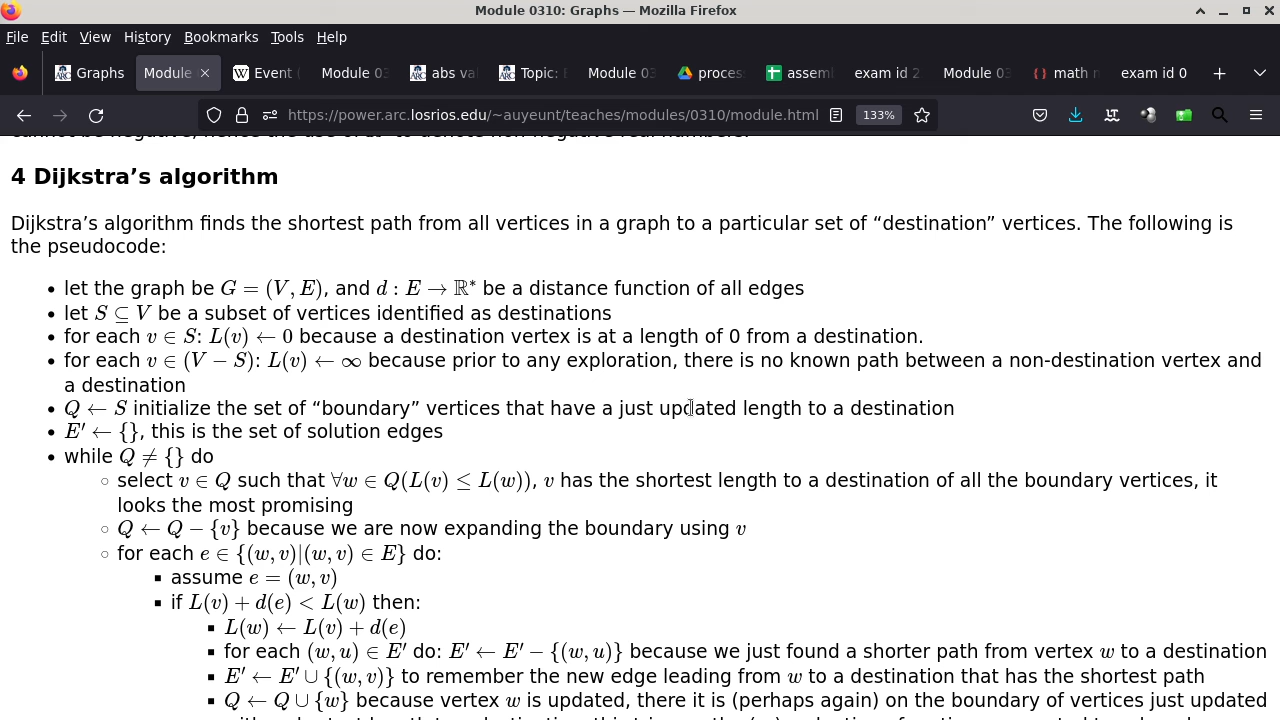 Module 0310: Graphs — Mozilla Firefox
File Edit View History Bookmarks Tools Help
Graphs Module Event ( Module 03 abs va Topic: Module 03 proces assem exam id 2 Module 03 math exam id 0
https://power.arc.losrios.edu/~auyeunt/teaches/modules/0310/module.html 133%
4 Dijkstra’s algorithm
Dijkstra’s algorithm finds the shortest path from all vertices in a graph to a particular set of “destination” vertices. The following is
the pseudocode:
• let the graph be G = (V, E), and d : E → ℝ* be a distance function of all edges
• let S ⊆ V be a subset of vertices identified as destinations
• for each v ∈ S: L(v) ← 0 because a destination vertex is at a length of 0 from a destination.
• for each v ∈ (V − S): L(v) ← ∞ because prior to any exploration, there is no known path between a non-destination vertex and
a destination
• Q ← S initialize the set of “boundary” vertices that have a just updated length to a destination
• E′ ← {}, this is the set of solution edges
• while Q ≠ {} do
◦ select v ∈ Q such that ∀w ∈ Q(L(v) ≤ L(w)), v has the shortest length to a destination of all the boundary vertices, it
looks the most promising
◦ Q ← Q − {v} because we are now expanding the boundary using v
◦ for each e ∈ {(w, v)|(w, v) ∈ E} do:
▪ assume e = (w, v)
▪ if L(v) + d(e) < L(w) then:
▪ L(w) ← L(v) + d(e)
▪ for each (w, u) ∈ E′ do: E′ ← E′ − {(w, u)} because we just found a shorter path from vertex w to a destination
▪ E′ ← E′ ∪ {(w, v)} to remember the new edge leading from w to a destination that has the shortest path
▪ Q ← Q ∪ {w} because vertex w is updated, there it is (perhaps again) on the boundary of vertices just updated